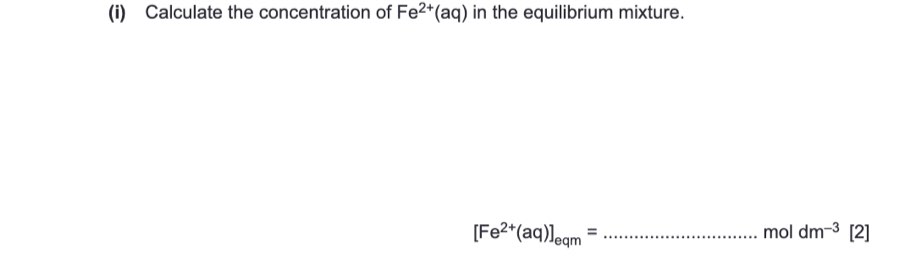 (i) Calculate the concentration of Fe²⁺(aq) in the equilibrium mixture.
[Fe²⁺(aq)]eqm = .............................. mol dm⁻³ [2]